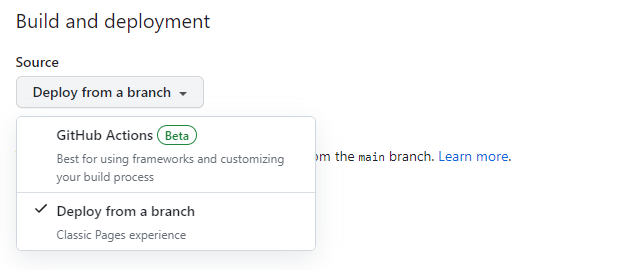 Build and deployment
Source
Deploy from a branch
GitHub Actions Beta
Best for using frameworks and customizing
your build process
om the main branch. Learn more.
Deploy from a branch
Classic Pages experience